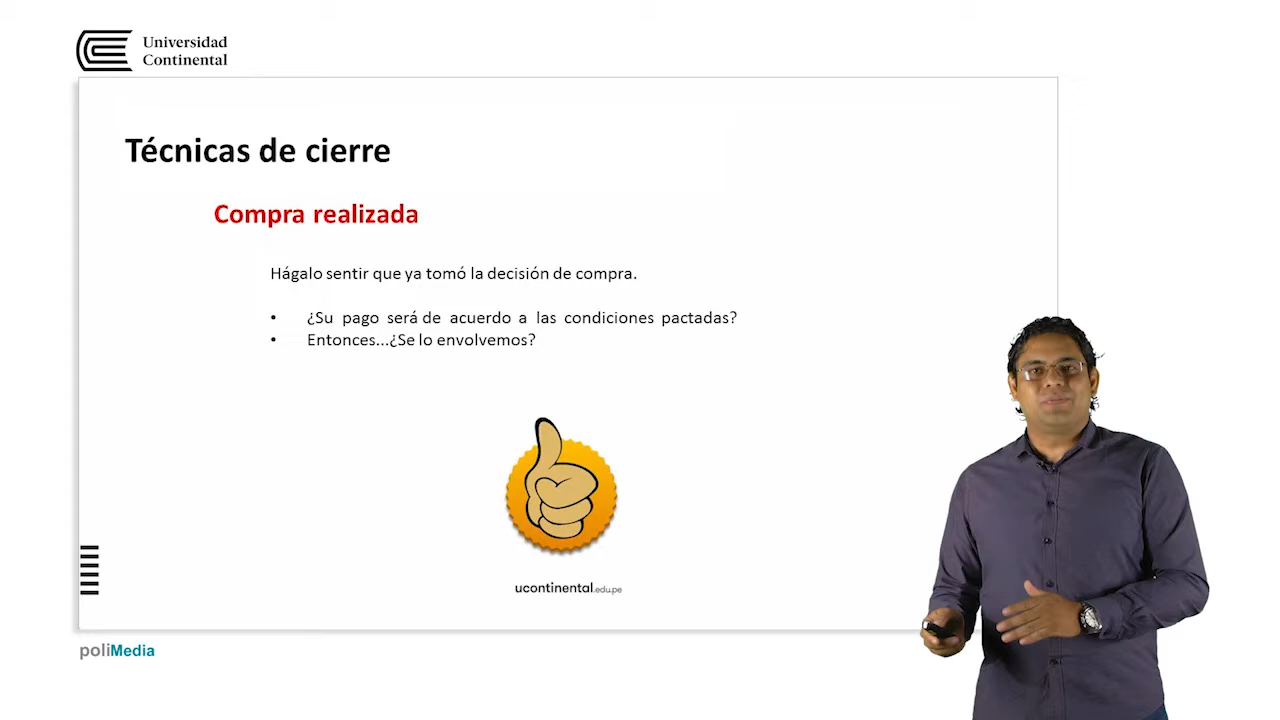 Universidad
Continental
Técnicas de cierre
Compra realizada
Hágalo sentir que ya tomó la decisión de compra.
• ¿Su pago será de acuerdo a las condiciones pactadas?
• Entonces...¿Se lo envolvemos?
ucontinental.edu.pe
poliMedia